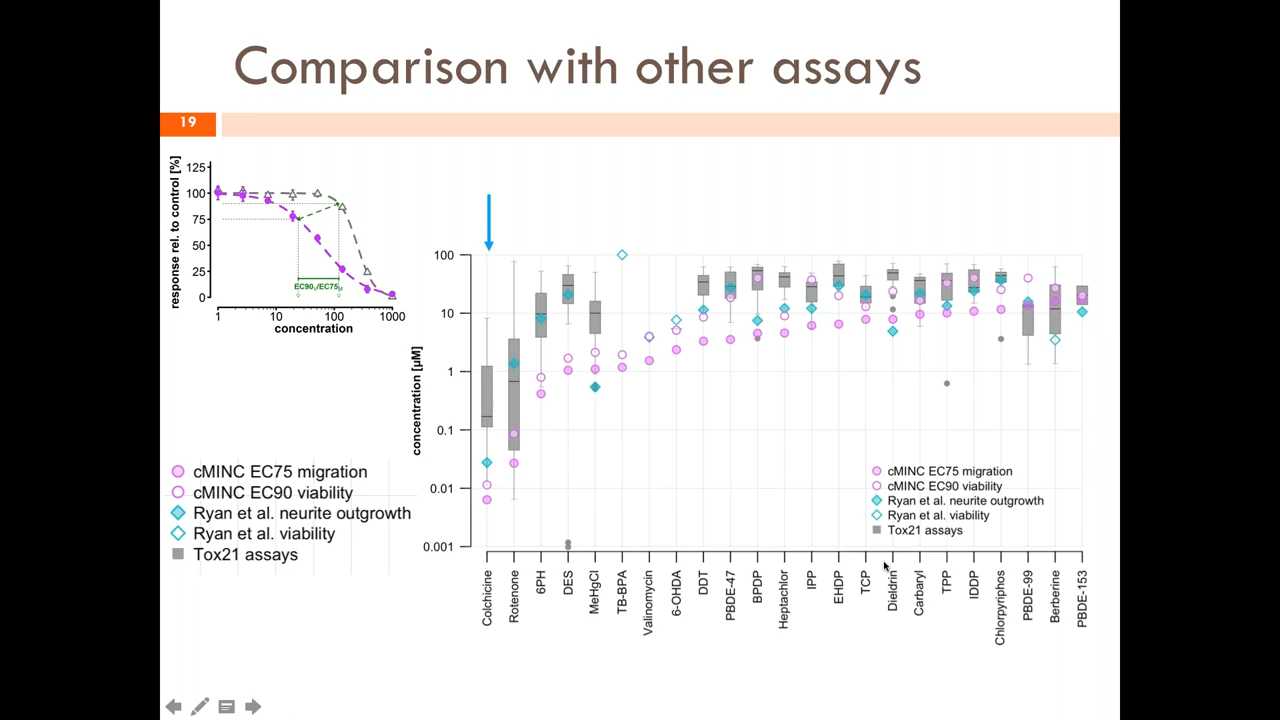 Comparison with other assays
19
response rel. to control [%]
125
100
75
50
25
0
1
10
100
1000
concentration
cMINC EC75 migration
cMINC EC90 viability
Ryan et al. neurite outgrowth
Ryan et al. viability
Tox21 assays
concentration [µM]
100
10
1
0.1
0.01
0.001
cMINC EC75 migration
cMINC EC90 viability
Ryan et al. neurite outgrowth
Ryan et al. viability
Tox21 assays
Colchicine
Rotenone
6PH
DES
MeHgCl
TB-BPA
Valinomycin
6-OHDA
DDT
PBDE-47
BPDP
Heptachlor
IPP
EHDP
TCP
Dieldrin
Carbaryl
TPP
IDDP
Chlorpyriphos
PBDE-99
Berberine
PBDE-153